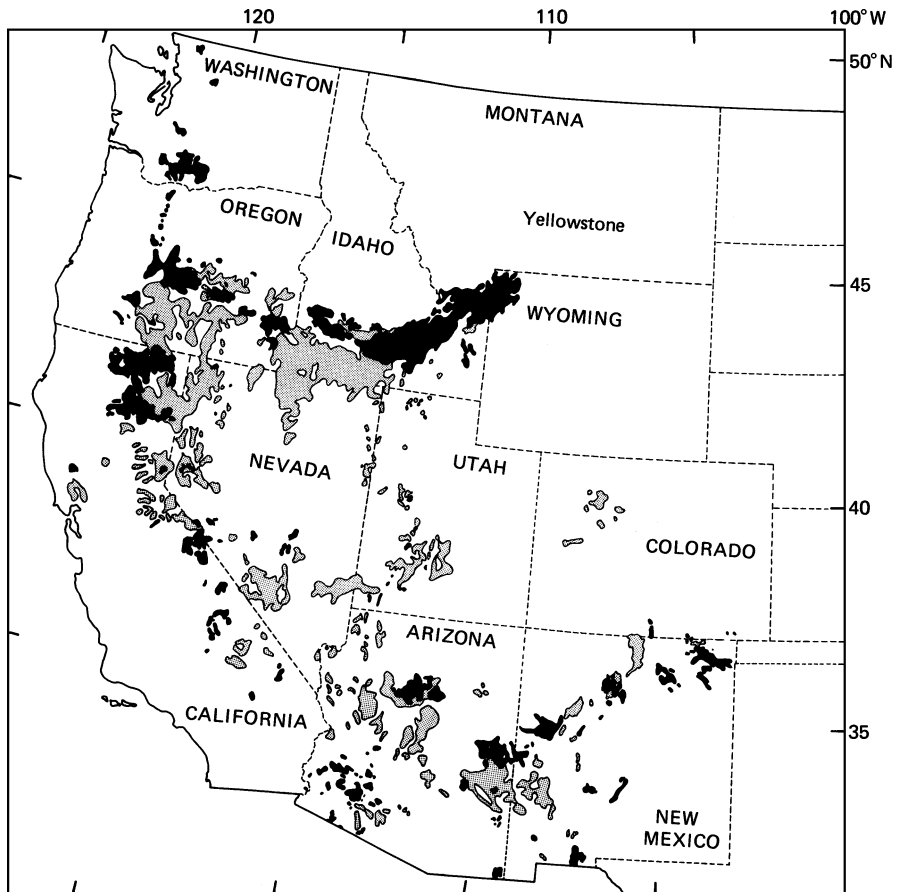 120
110
100°W
50°N
WASHINGTON
MONTANA
OREGON
Yellowstone
IDAHO
45
WYOMING
NEVADA
UTAH
40
COLORADO
ARIZONA
CALIFORNIA
35
NEW
MEXICO